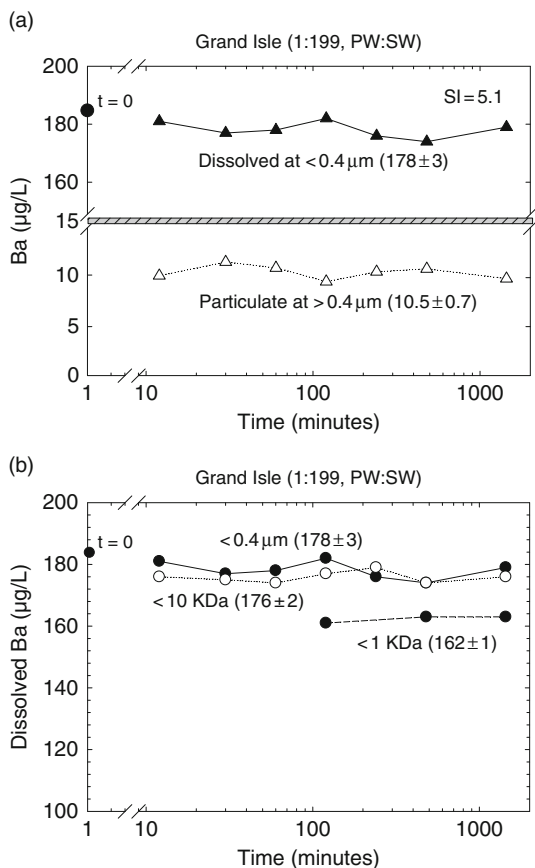 (a)
Grand Isle (1:199, PW:SW)
200
t = 0
SI = 5.1
180
Dissolved at < 0.4 μm (178 ± 3)
160
Ba (μg/L)
15
10
Particulate at > 0.4 μm (10.5 ± 0.7)
5
0
1 10 100 1000
Time (minutes)
(b)
Grand Isle (1:199, PW:SW)
200
t = 0
< 0.4 μm (178 ± 3)
180
< 10 KDa (176 ± 2)
160
< 1 KDa (162 ± 1)
Dissolved Ba (μg/L)
140
120
100
1 10 100 1000
Time (minutes)